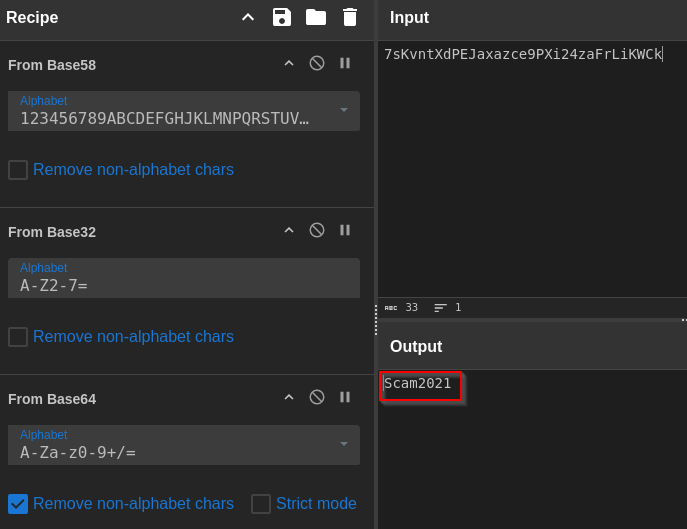 Recipe
From Base58
Alphabet
123456789ABCDEFGHJKLMNPQRSTUV…
Remove non-alphabet chars
From Base32
Alphabet
A-Z2-7=
Remove non-alphabet chars
From Base64
Alphabet
A-Za-z0-9+/=
Remove non-alphabet chars Strict mode
Input
7sKvntXdPEJaxazce9PXi24zaFrLiKWCk
ABC 33 1
Output
Scam2021